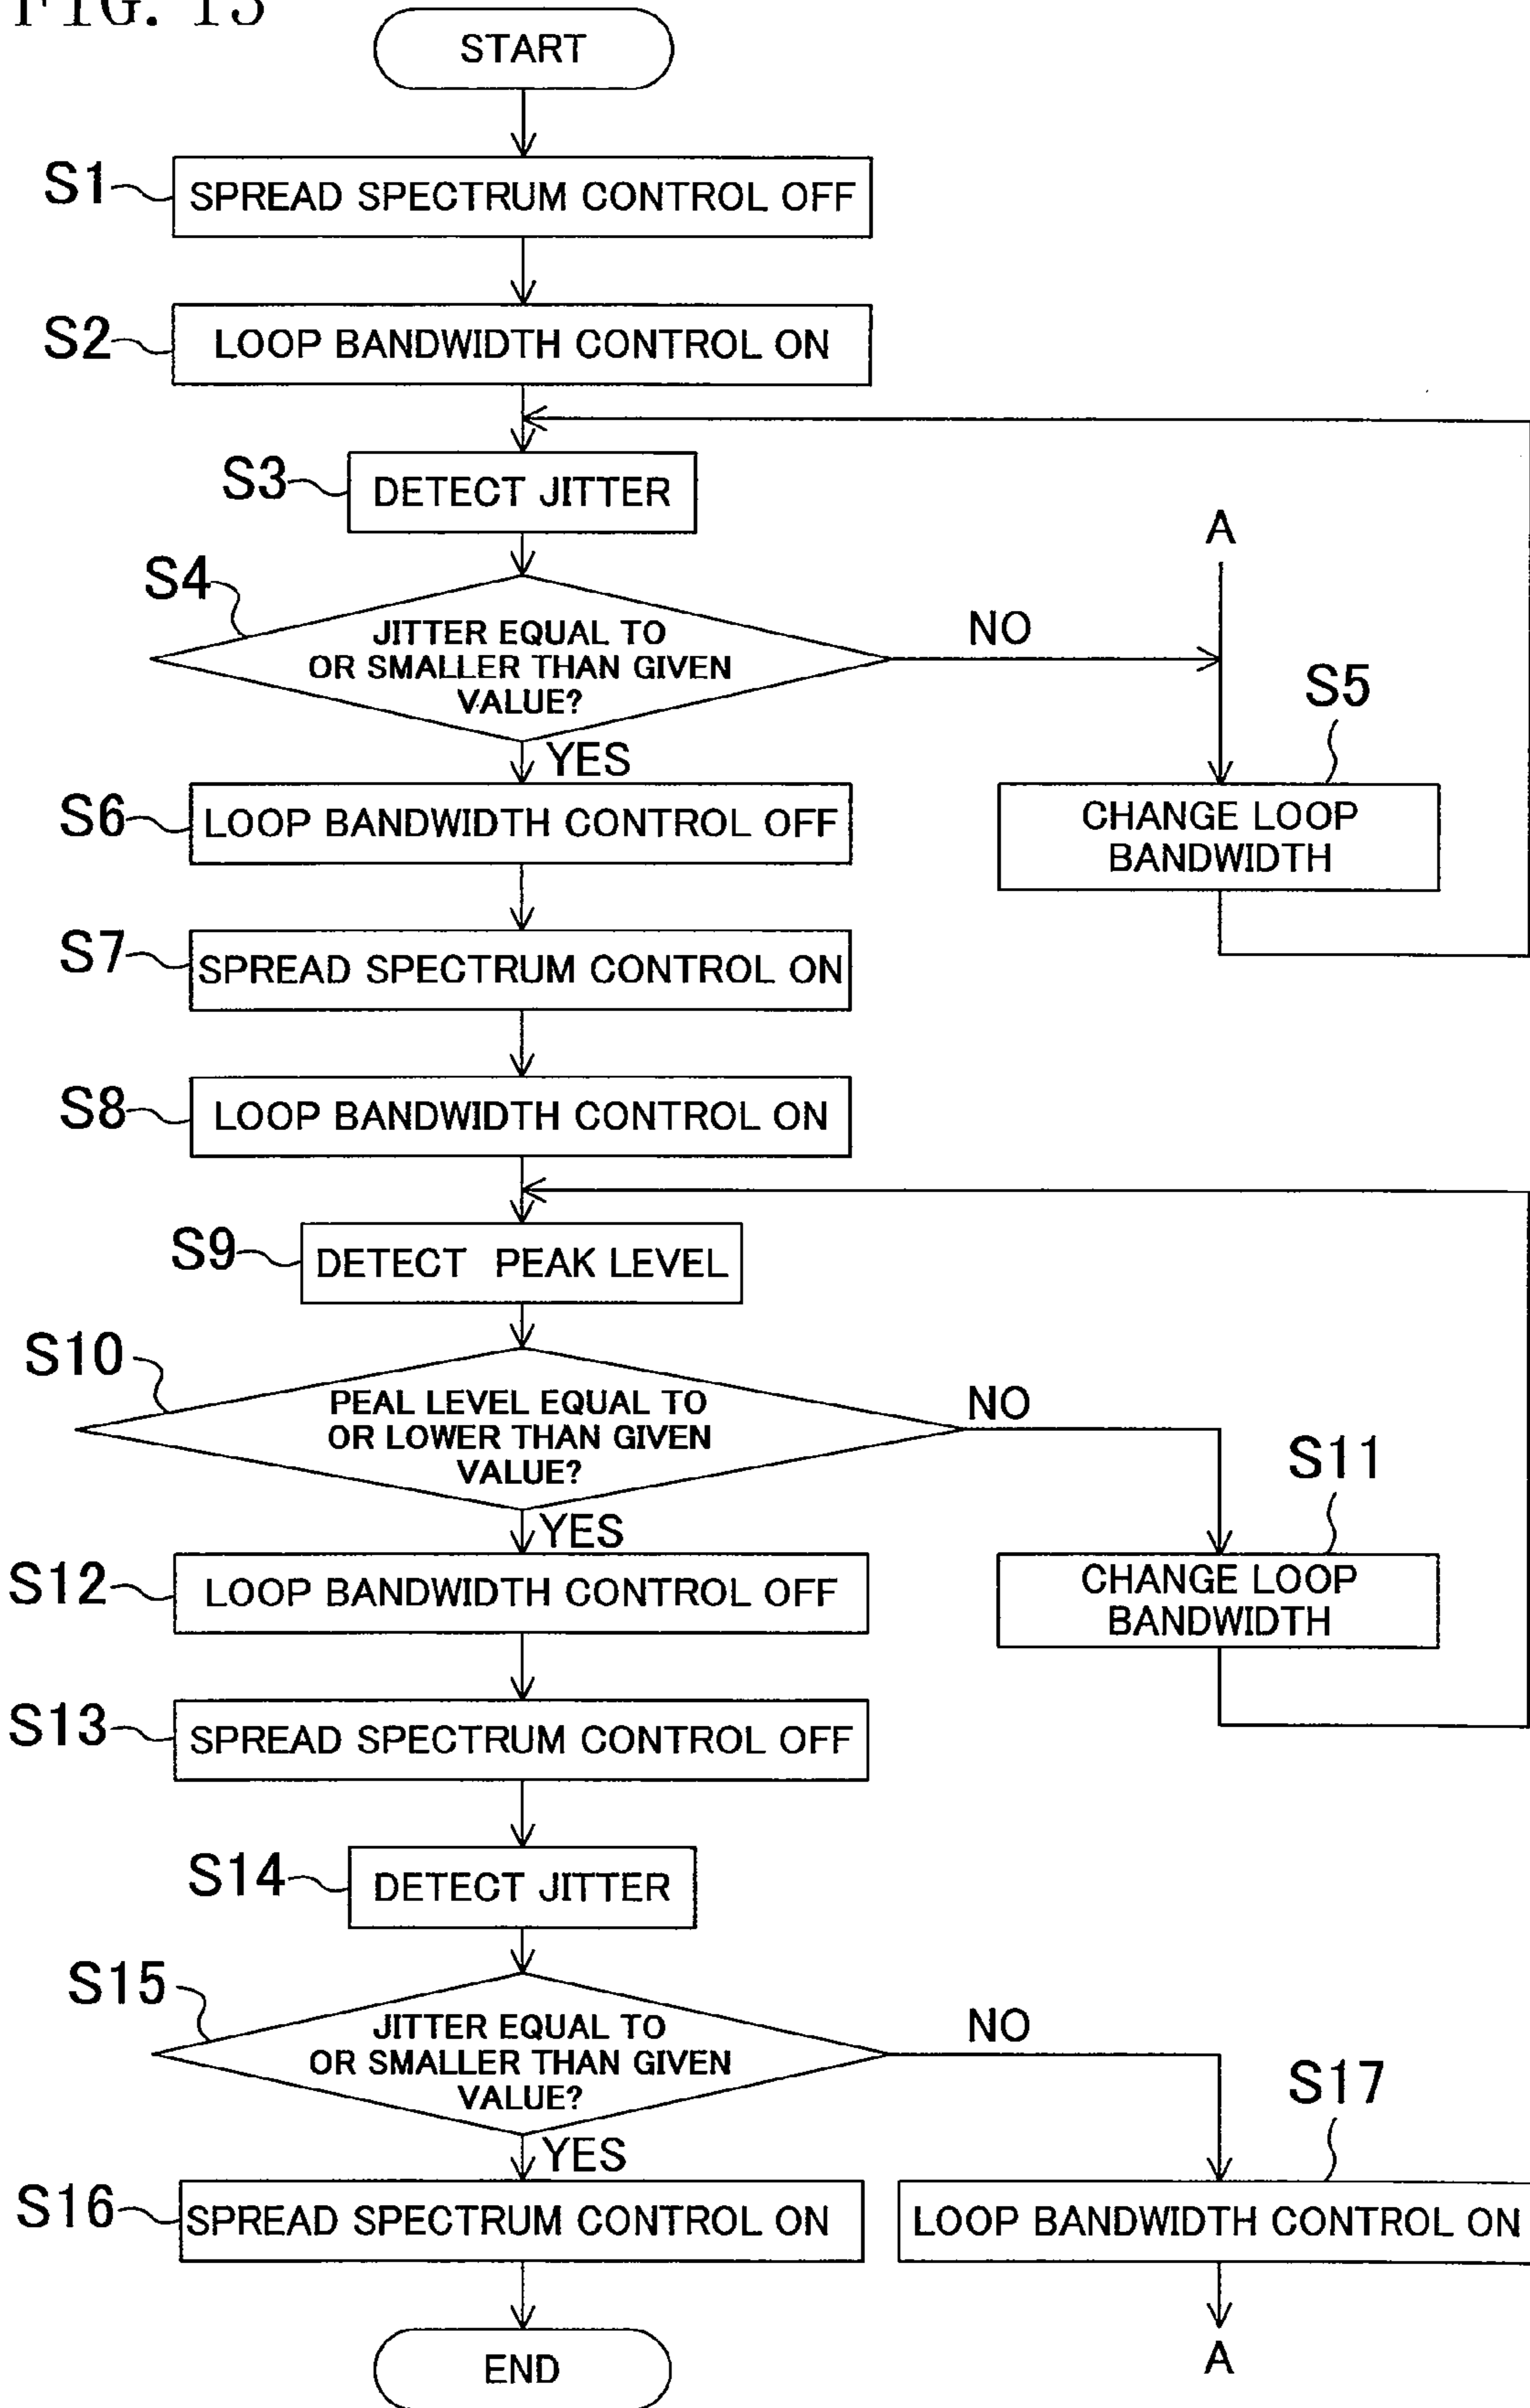 FIG. 13
START
S1
SPREAD SPECTRUM CONTROL OFF
S2
LOOP BANDWIDTH CONTROL ON
S3
DETECT JITTER
A
S4
JITTER EQUAL TO
OR SMALLER THAN GIVEN
VALUE?
NO
YES
S5
CHANGE LOOP
BANDWIDTH
S6
LOOP BANDWIDTH CONTROL OFF
S7
SPREAD SPECTRUM CONTROL ON
S8
LOOP BANDWIDTH CONTROL ON
S9
DETECT PEAK LEVEL
S10
PEAL LEVEL EQUAL TO
OR LOWER THAN GIVEN
VALUE?
NO
YES
S11
CHANGE LOOP
BANDWIDTH
S12
LOOP BANDWIDTH CONTROL OFF
S13
SPREAD SPECTRUM CONTROL OFF
S14
DETECT JITTER
S15
JITTER EQUAL TO
OR SMALLER THAN GIVEN
VALUE?
NO
YES
S16
SPREAD SPECTRUM CONTROL ON
S17
LOOP BANDWIDTH CONTROL ON
A
END